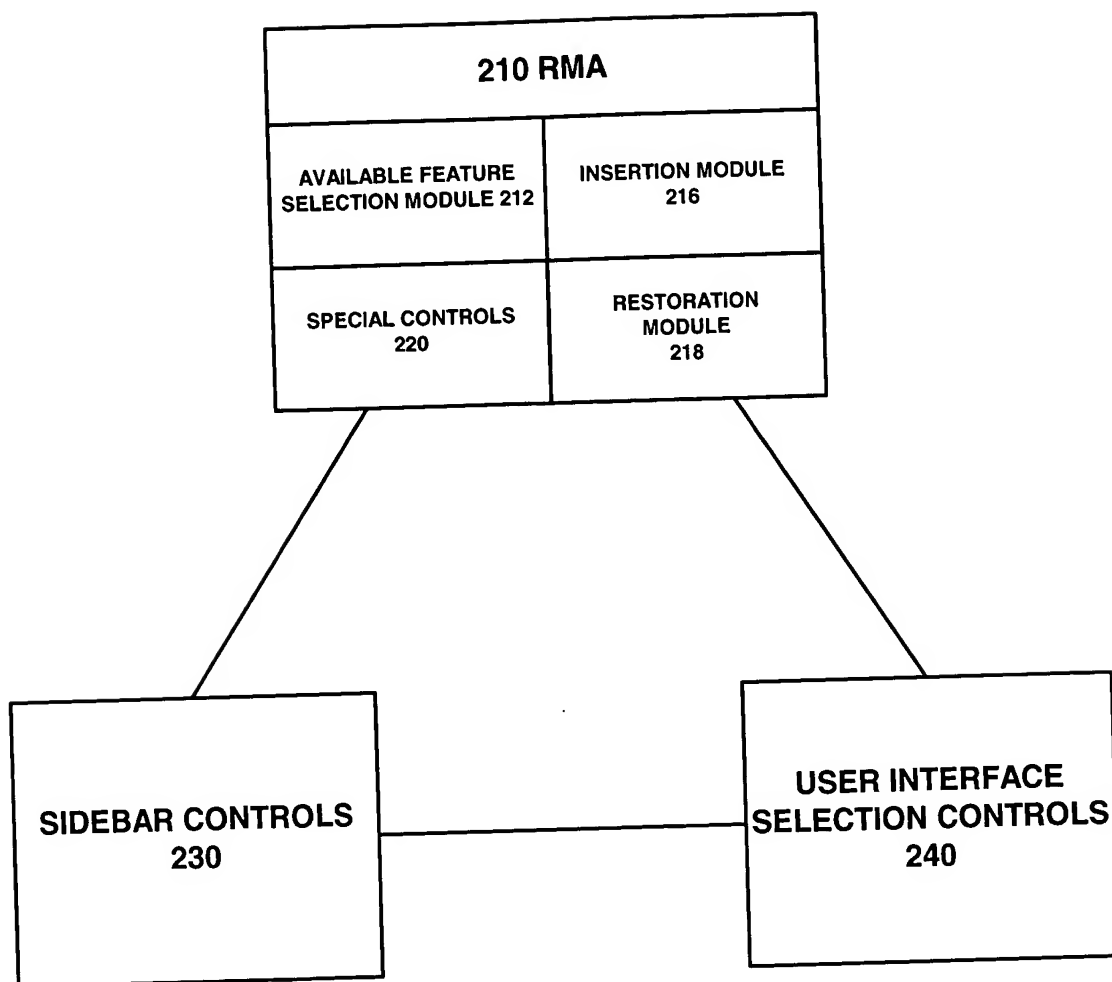 210 RMA
AVAILABLE FEATURE
SELECTION MODULE 212
INSERTION MODULE
216
SPECIAL CONTROLS
220
RESTORATION
MODULE
218
SIDEBAR CONTROLS
230
USER INTERFACE
SELECTION CONTROLS
240